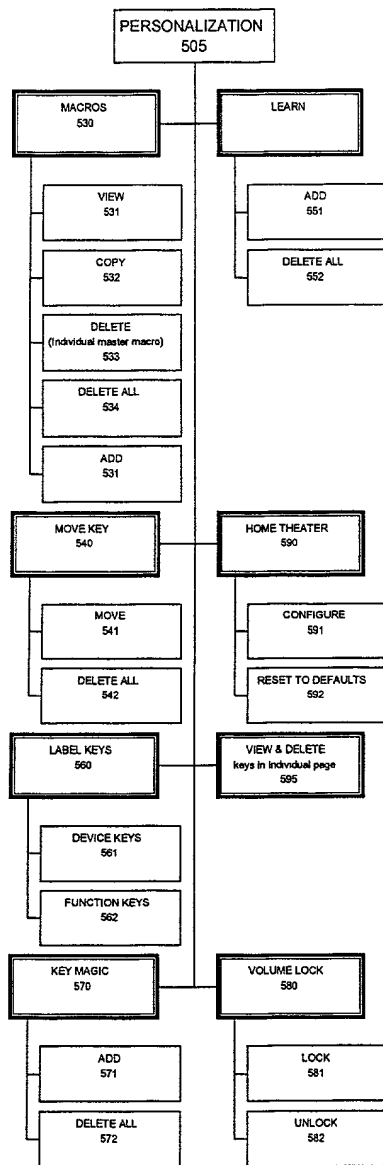 PERSONALIZATION
505
MACROS
530
LEARN
VIEW
531
COPY
532
DELETE
(Individual master macro)
533
DELETE ALL
534
ADD
531
ADD
551
DELETE ALL
552
MOVE KEY
540
HOME THEATER
590
MOVE
541
DELETE ALL
542
CONFIGURE
591
RESET TO DEFAULTS
592
LABEL KEYS
560
VIEW & DELETE
keys in individual page
595
DEVICE KEYS
561
FUNCTION KEYS
562
KEY MAGIC
570
VOLUME LOCK
580
ADD
571
DELETE ALL
572
LOCK
581
UNLOCK
582